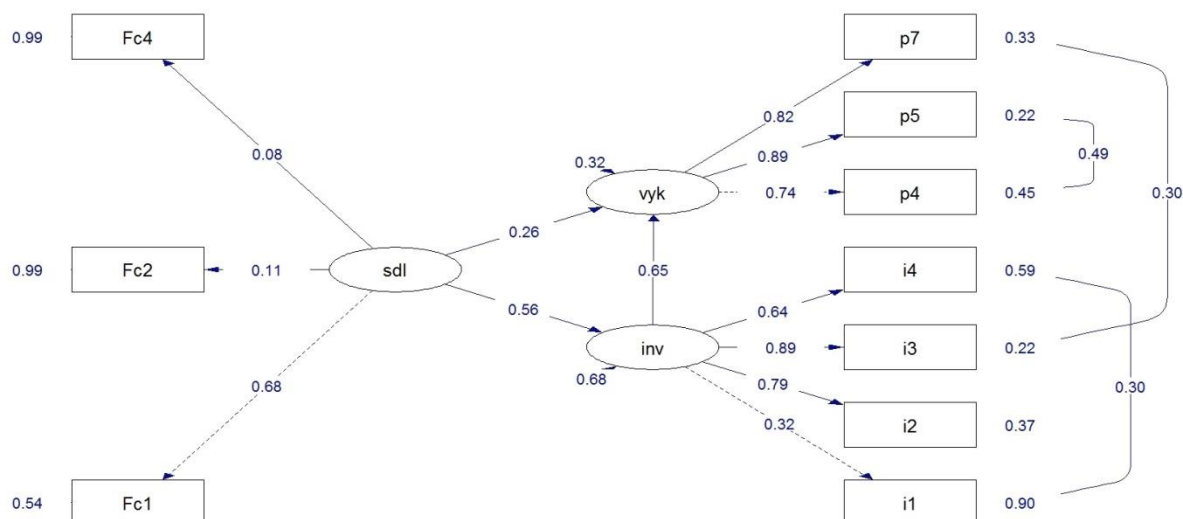 0.99 Fc4 p7 0.33
0.82
p5 0.22
0.08 0.89 0.49
0.32
vyk 0.74 p4 0.45 0.30
0.26
0.99 Fc2 0.11 sdl 0.65 i4 0.59
0.56 0.64
inv 0.89 i3 0.22
0.68 0.79
0.68 0.32 i2 0.37 0.30
0.54 Fc1 i1 0.90